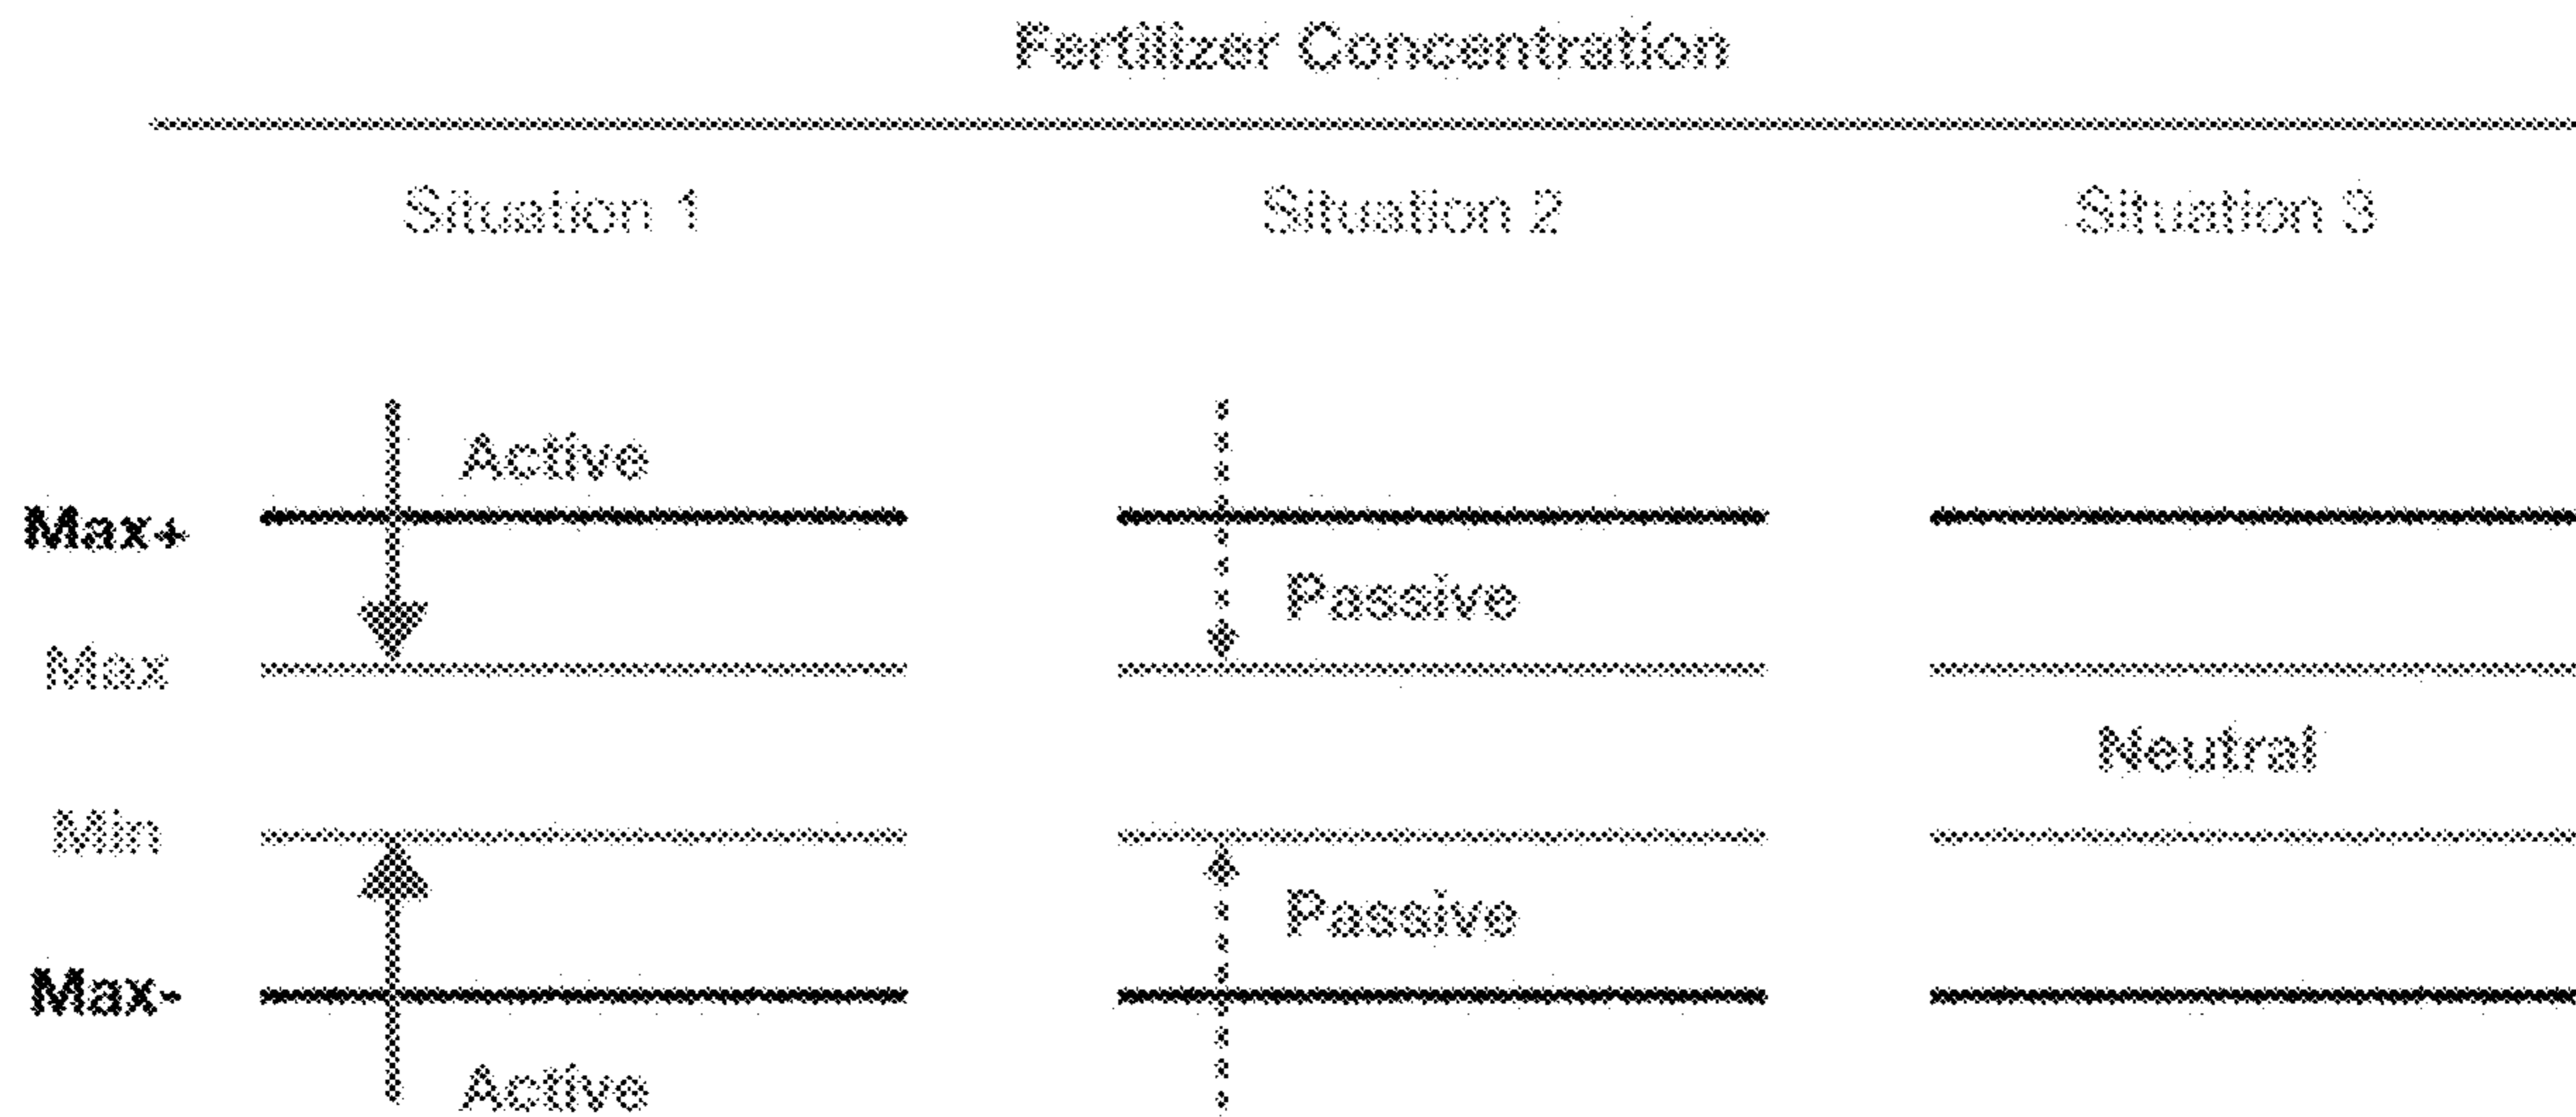 Fertilizer Concentration
Situation 1 Situation 2 Situation 3
Active
Max+
Passive
Max
Neutral
Min
Passive
Max-
Active